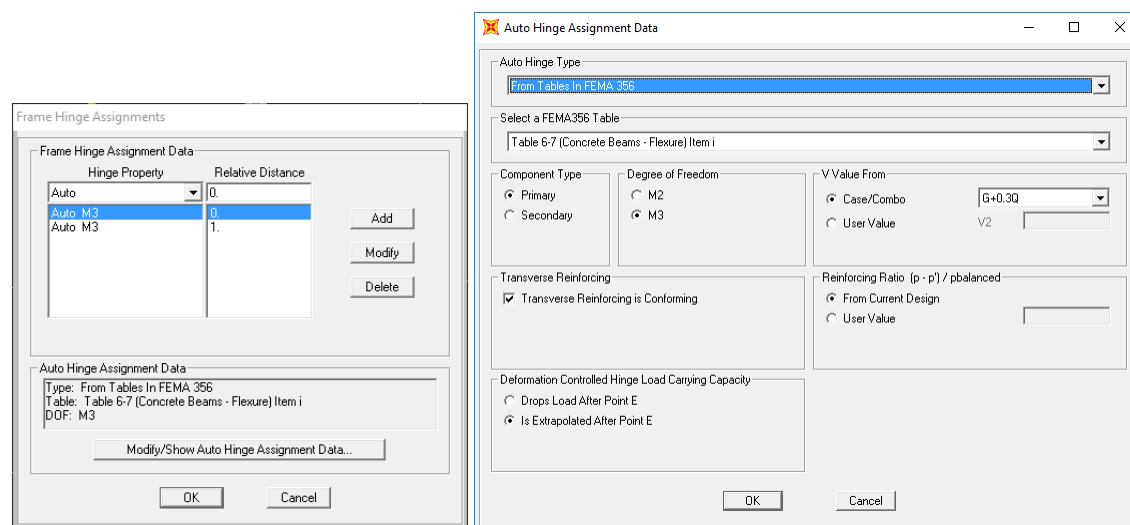 Frame Hinge Assignments
Frame Hinge Assignment Data
Hinge Property Relative Distance
Auto 0.
Auto M3 0.
Auto M3 1.
Add
Modify
Delete
Auto Hinge Assignment Data
Type: From Tables In FEMA 356
Table: Table 6-7 (Concrete Beams - Flexure) Item i
DOF: M3
Modify/Show Auto Hinge Assignment Data...
OK Cancel
Auto Hinge Assignment Data
Auto Hinge Type
From Tables In FEMA 356
Select a FEMA356 Table
Table 6-7 (Concrete Beams - Flexure) Item i
Component Type
Primary
Secondary
Degree of Freedom
M2
M3
V Value From
Case/Combo G+0.3Q
User Value V2
Transverse Reinforcing
Transverse Reinforcing is Conforming
Reinforcing Ratio (p - p') / pbalanced
From Current Design
User Value
Deformation Controlled Hinge Load Carrying Capacity
Drops Load After Point E
Is Extrapolated After Point E
OK Cancel